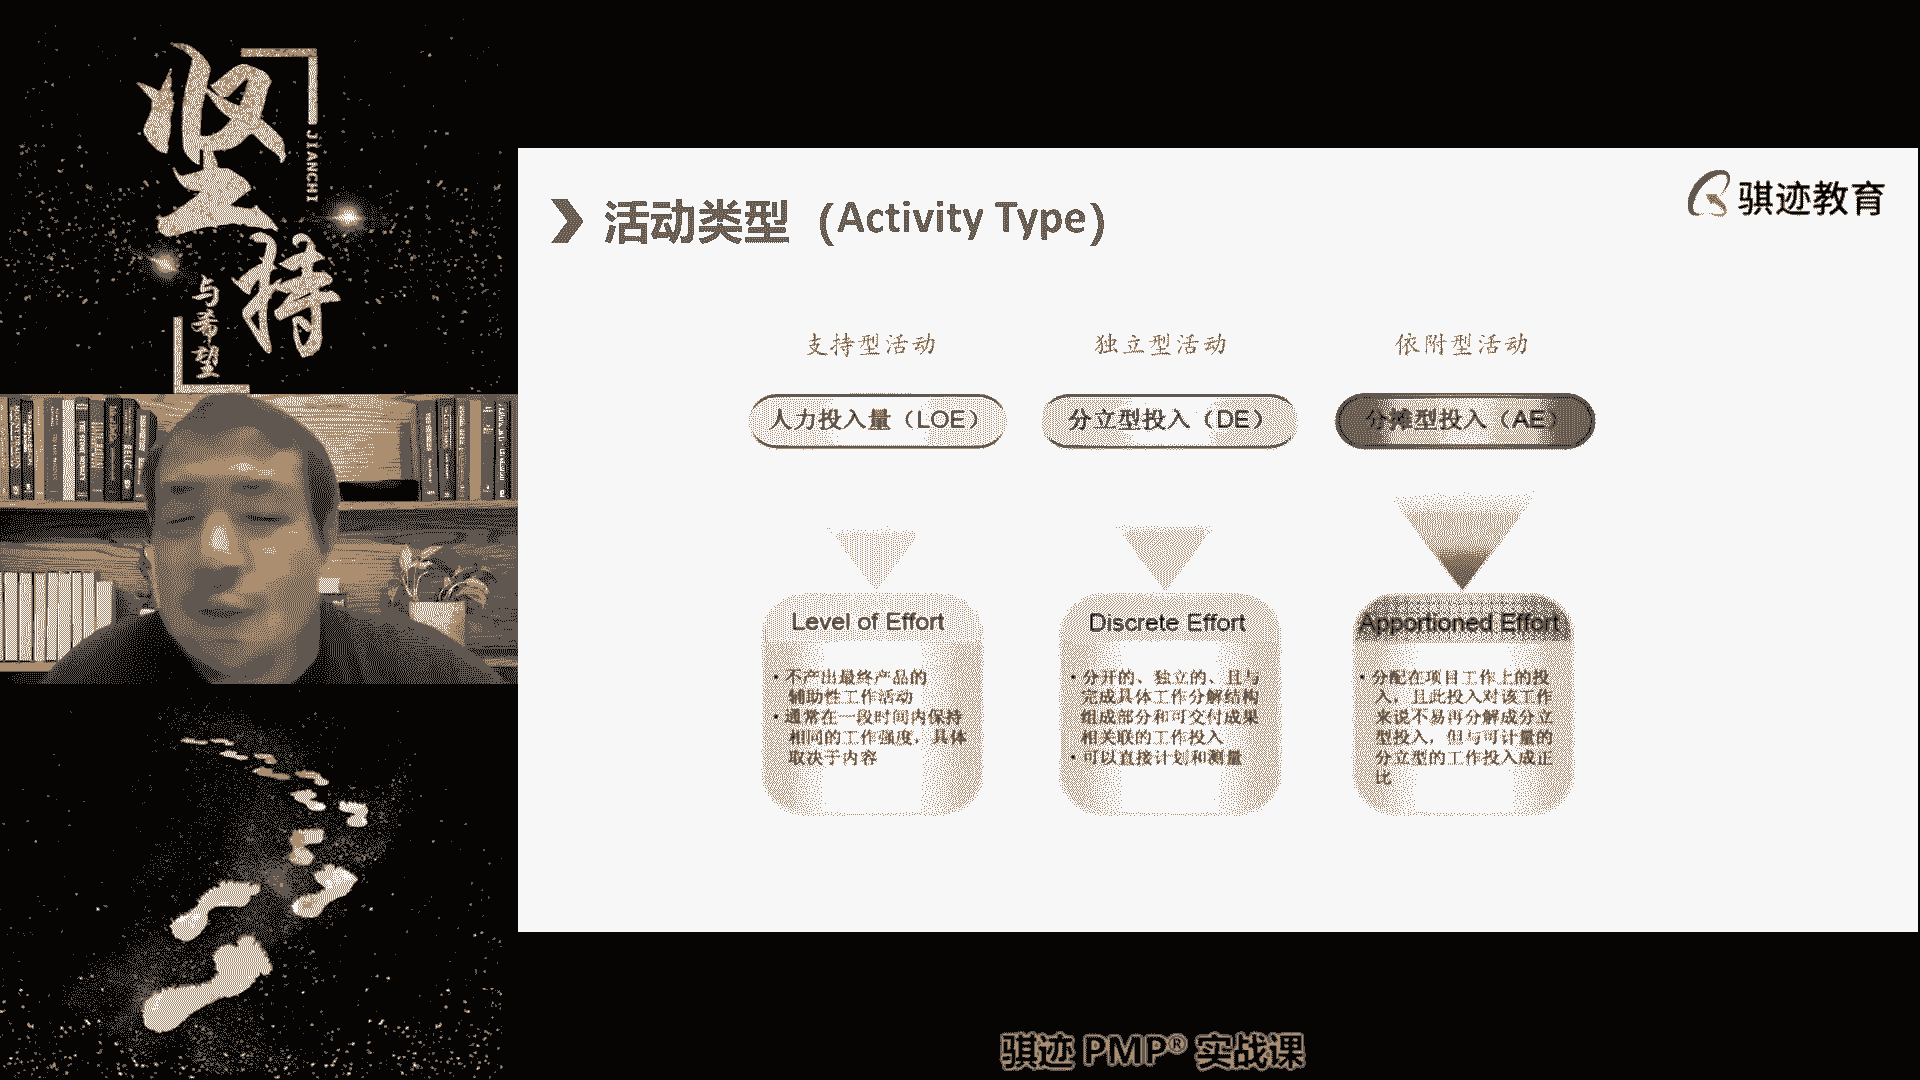 坚持
JIANCHI
与希望
骐迹教育
活动类型（Activity Type）
支持型活动
独立型活动
依附型活动
人力投入量（LOE）
分立型投入（DE）
分摊型投入（AE）
Level of Effort
• 不产出最终产品的
辅助性工作活动
• 通常在一段时间内保持
相同的工作强度，具体
取决于内容
Discrete Effort
• 分开的、独立的、且与
完成具体工作分解结构
组成部分和可交付成果
相关联的工作投入
• 可以直接计划和测量
Apportioned Effort
• 分配在项目工作上的投
入，且此投入对该工作
来说不易再分解成分立
型投入，但与可计量的
分立型的工作投入成正
比
骐迹 PMP® 实战课